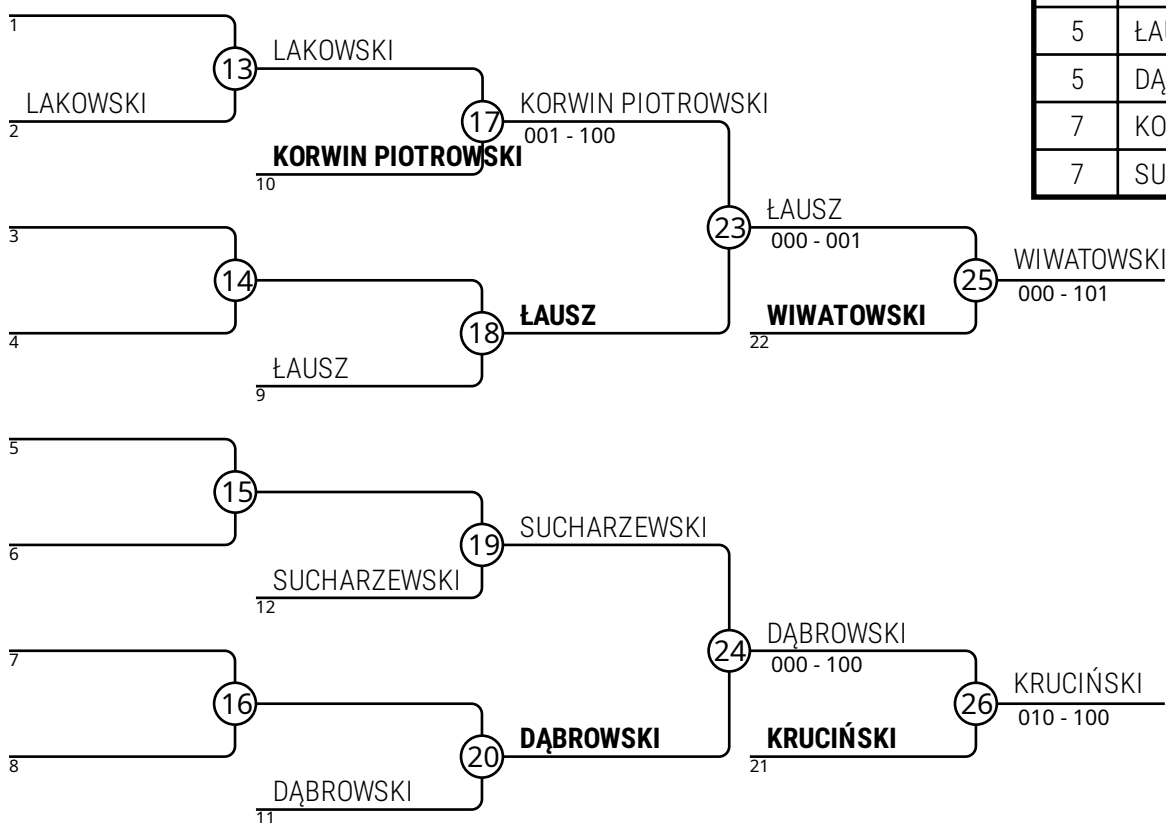 1
13
LAKOWSKI
LAKOWSKI
2
17
KORWIN PIOTROWSKI
001 - 100
KORWIN PIOTROWSKI
10
3
23
ŁAUSZ
000 - 001
14
25
WIWATOWSKI
000 - 101
4
18
ŁAUSZ
WIWATOWSKI
22
ŁAUSZ
9
5
15
6
19
SUCHARZEWSKI
SUCHARZEWSKI
12
7
24
DĄBROWSKI
000 - 100
16
26
KRUCIŃSKI
010 - 100
8
20
DĄBROWSKI
KRUCIŃSKI
21
DĄBROWSKI
11
5
5
7
7